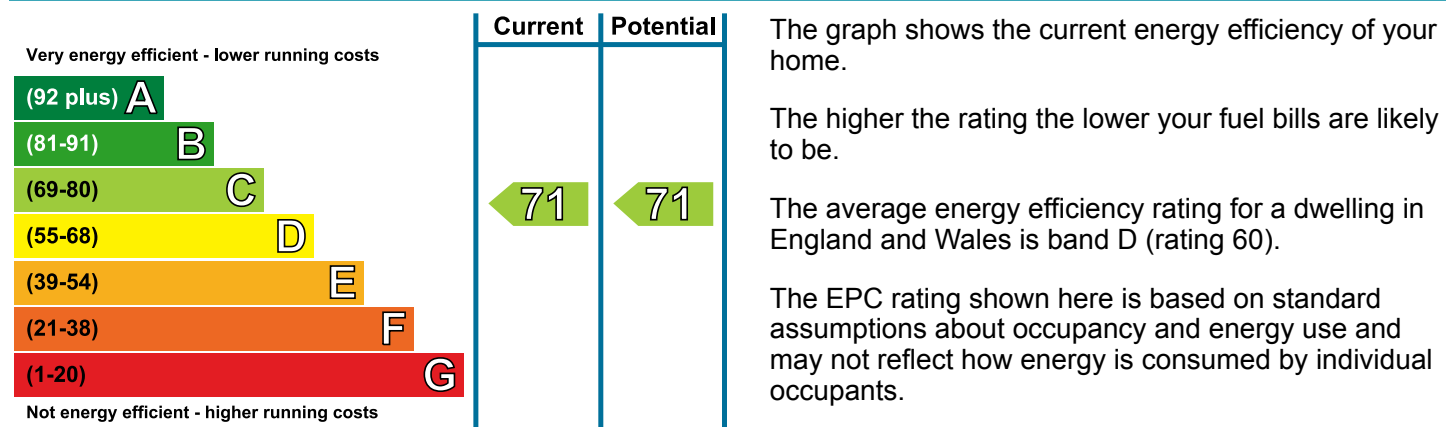 Current Potential
Very energy efficient - lower running costs
(92 plus) A
(81-91) B
(69-80) C
71 71
(55-68) D
(39-54) E
(21-38) F
(1-20) G
Not energy efficient - higher running costs
The graph shows the current energy efficiency of your
home.
The higher the rating the lower your fuel bills are likely
to be.
The average energy efficiency rating for a dwelling in
England and Wales is band D (rating 60).
The EPC rating shown here is based on standard
assumptions about occupancy and energy use and
may not reflect how energy is consumed by individual
occupants.